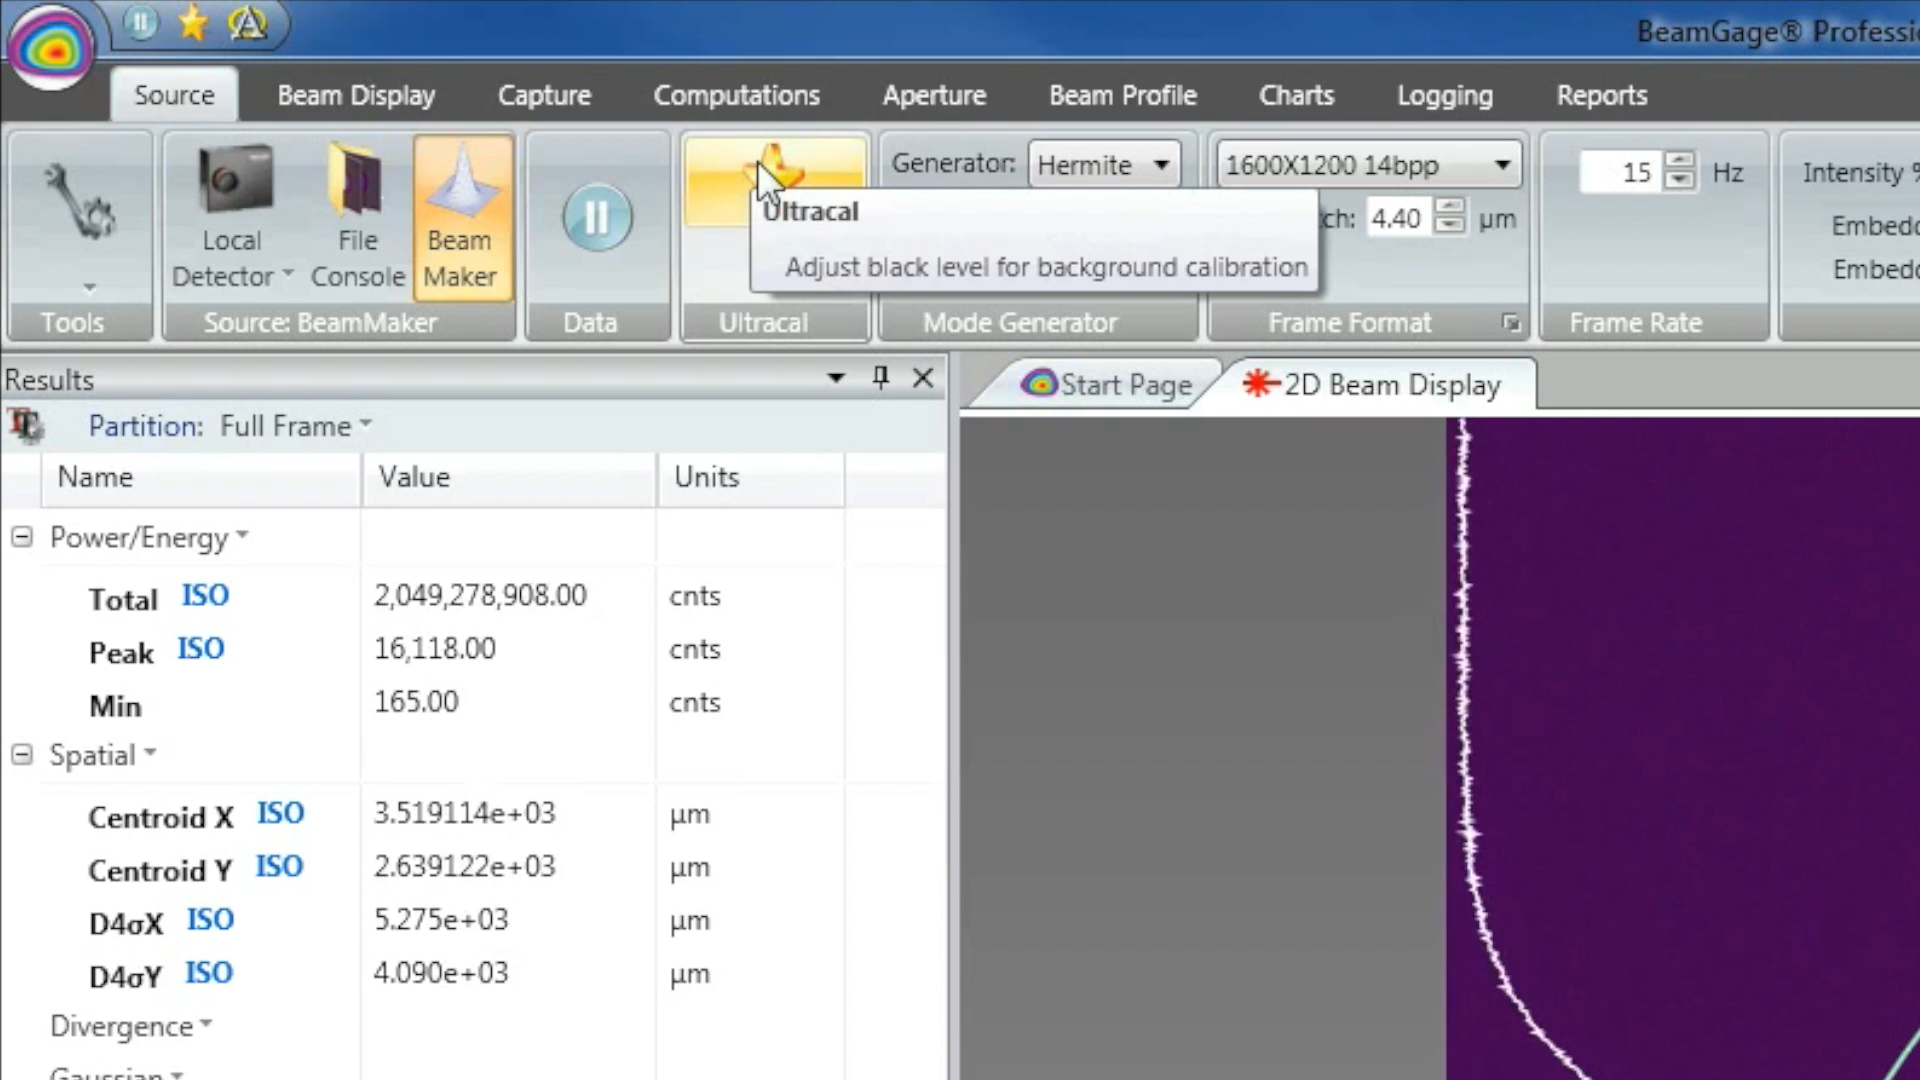 BeamGage® Professi
Source Beam Display Capture Computations Aperture Beam Profile Charts Logging Reports
Generator: Hermite 1600X1200 14bpp 15 Hz Intensity %
Ultracal ch: 4.40 µm Embed
Local File Beam
Detector Console Maker
Adjust black level for background calibration Embed
Tools Source: BeamMaker Data Ultracal Mode Generator Frame Format Frame Rate
Results Start Page 2D Beam Display
Partition: Full Frame
Name Value Units
Power/Energy
Total ISO 2,049,278,908.00 cnts
Peak ISO 16,118.00 cnts
Min 165.00 cnts
Spatial
Centroid X ISO 3.519114e+03 µm
Centroid Y ISO 2.639122e+03 µm
D4σX ISO 5.275e+03 µm
D4σY ISO 4.090e+03 µm
Divergence
Gaussian